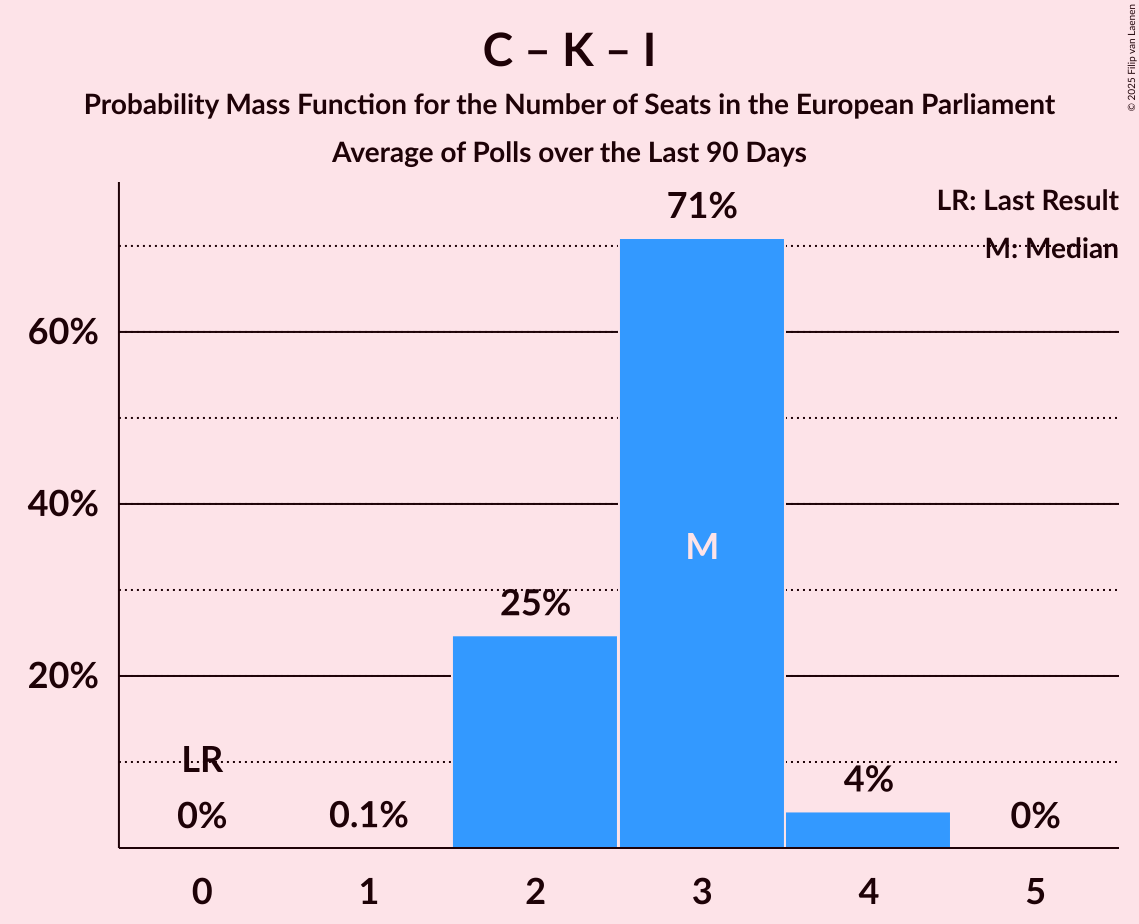 C – K – I
Probability Mass Function for the Number of Seats in the European Parliament
Average of Polls over the Last 90 Days
© 2025 Filip van Laenen
LR: Last Result
M: Median
71%
60%
40%
M
25%
20%
LR
4%
0%
0.1%
0%
0 1 2 3 4 5